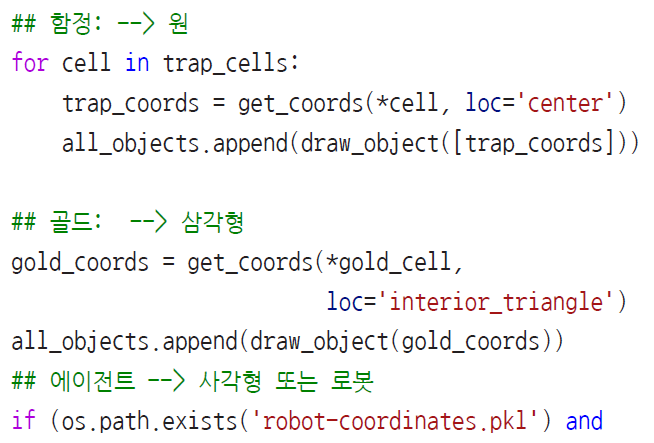 ## 함정: --> 원
for cell in trap_cells:
    trap_coords = get_coords(*cell, loc='center')
    all_objects.append(draw_object([trap_coords]))

## 골드:  --> 삼각형
gold_coords = get_coords(*gold_cell,
                         loc='interior_triangle')
all_objects.append(draw_object(gold_coords))
## 에이전트 --> 사각형 또는 로봇
if (os.path.exists('robot-coordinates.pkl') and